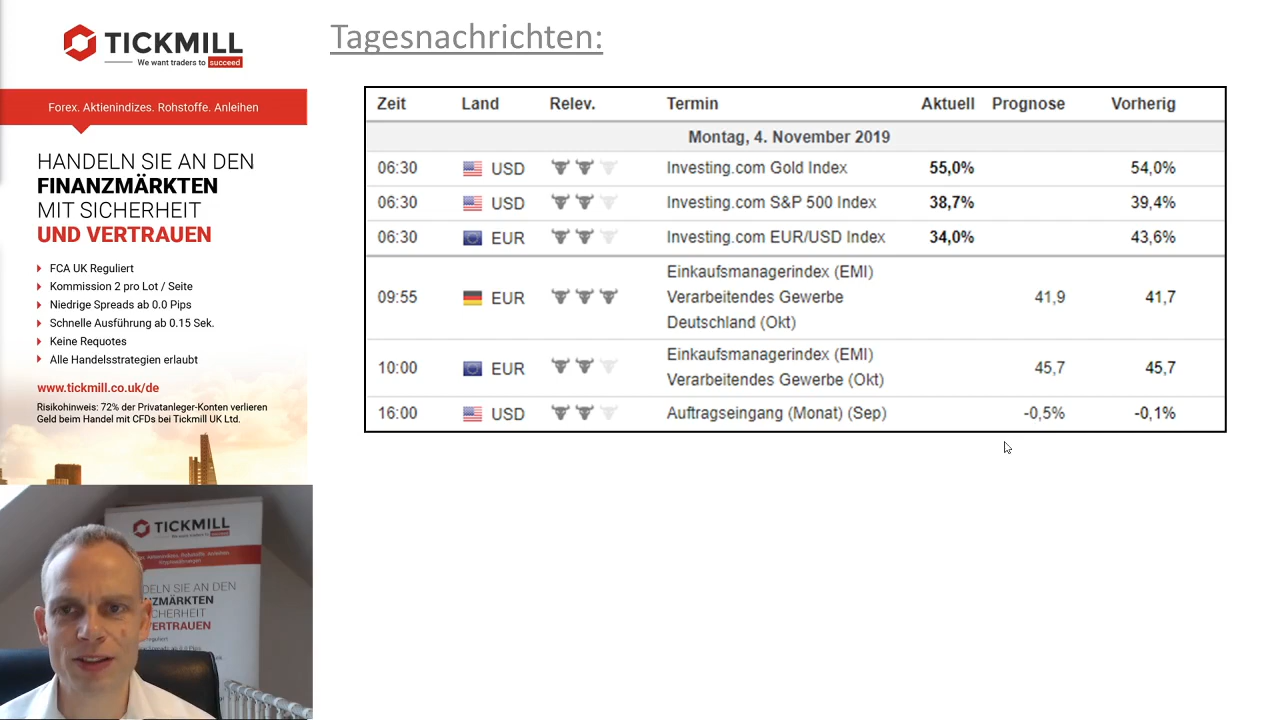 TICKMILL
We want traders to succeed
Forex. Aktienindizes. Rohstoffe. Anleihen
HANDELN SIE AN DEN
FINANZMÄRKTEN
MIT SICHERHEIT
UND VERTRAUEN
FCA UK Reguliert
Kommission 2 pro Lot / Seite
Niedrige Spreads ab 0.0 Pips
Schnelle Ausführung ab 0.15 Sek.
Keine Requotes
Alle Handelsstrategien erlaubt
www.tickmill.co.uk/de
Risikohinweis: 72% der Privatanleger-Konten verlieren
Geld beim Handel mit CFDs bei Tickmill UK Ltd.
Tagesnachrichten:
Zeit Land Relev. Termin Aktuell Prognose Vorherig
Montag, 4. November 2019
06:30 USD Investing.com Gold Index 55,0% 54,0%
06:30 USD Investing.com S&P 500 Index 38,7% 39,4%
06:30 EUR Investing.com EUR/USD Index 34,0% 43,6%
Einkaufsmanagerindex (EMI)
09:55 EUR Verarbeitendes Gewerbe 41,9 41,7
Deutschland (Okt)
Einkaufsmanagerindex (EMI)
10:00 EUR Verarbeitendes Gewerbe (Okt) 45,7 45,7
16:00 USD Auftragseingang (Monat) (Sep) -0,5% -0,1%
TICKMILL
DELN SIE AN DEN
NZMÄRKTEN
ICHERHEIT
VERTRAUEN